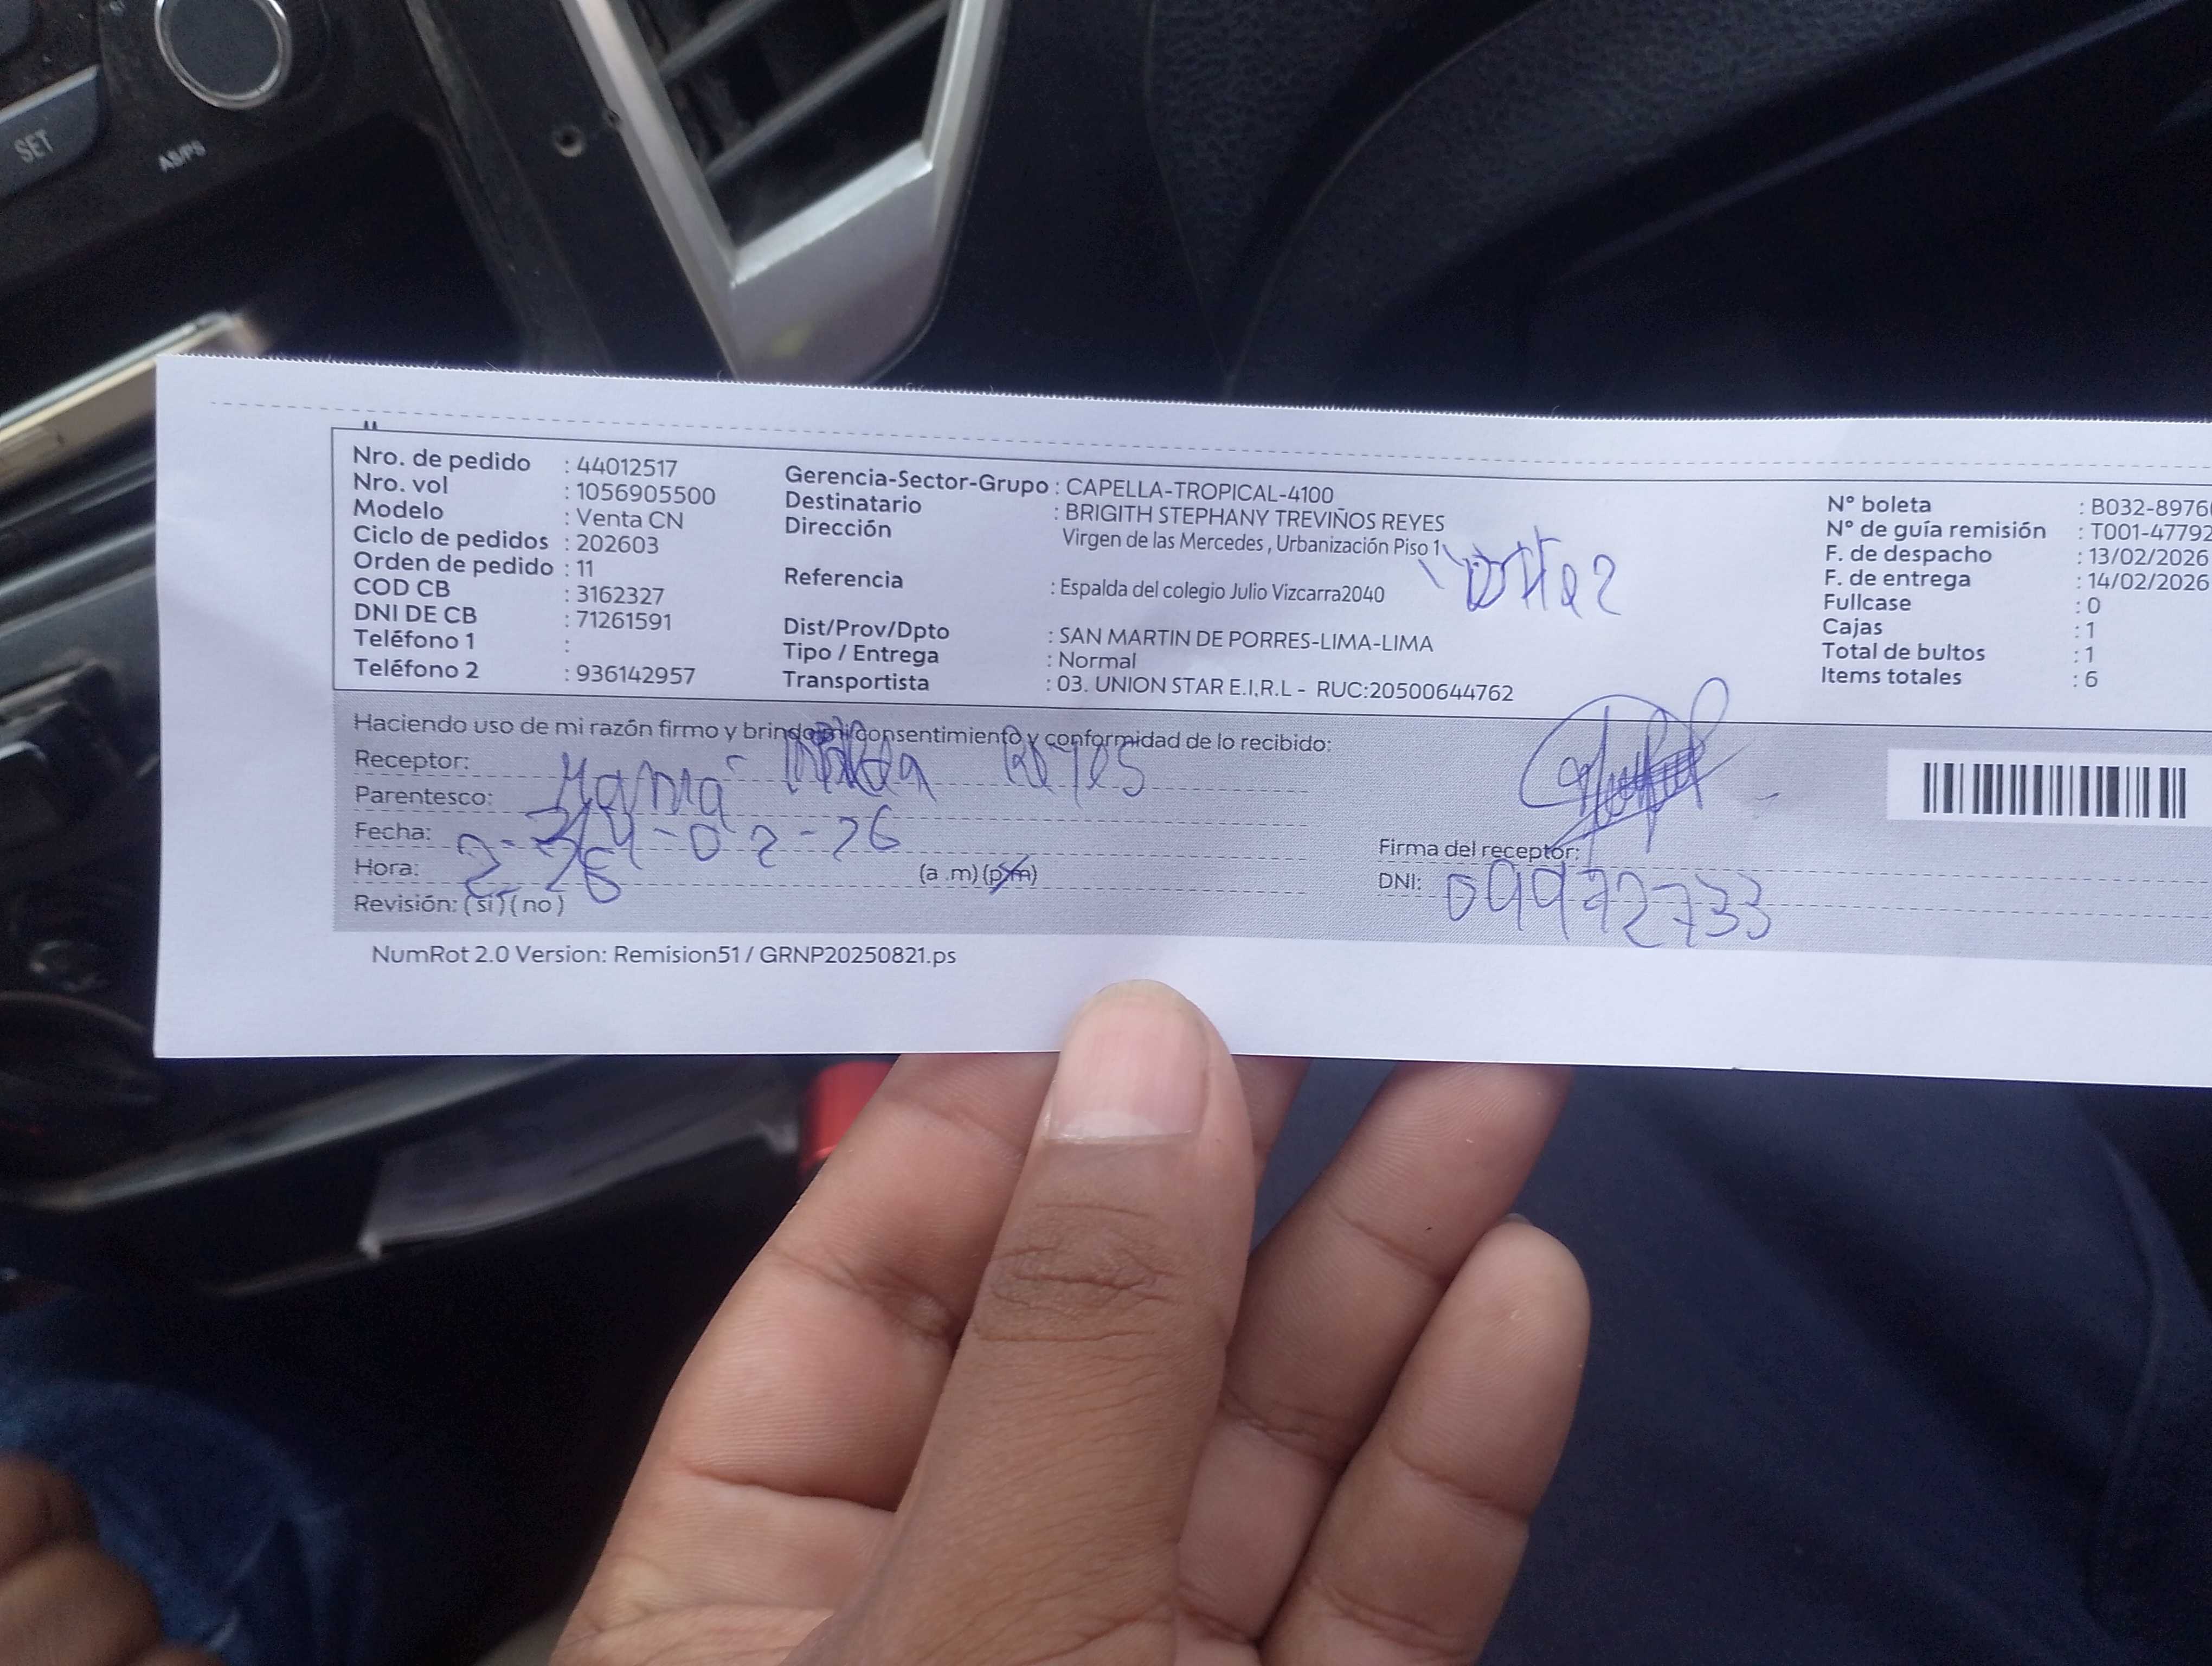 SET
AS/PS
Nro. de pedido : 44012517
Nro. vol : 1056905500
Modelo : Venta CN
Ciclo de pedidos : 202603
Orden de pedido : 11
COD CB : 3162327
DNI DE CB : 71261591
Teléfono 1 :
Teléfono 2 : 936142957
Gerencia-Sector-Grupo : CAPELLA-TROPICAL-4100
Destinatario : BRIGITH STEPHANY TREVIÑOS REYES
Dirección
Virgen de las Mercedes , Urbanización Piso 1
Referencia : Espalda del colegio Julio Vizcarra2040
Dist/Prov/Dpto : SAN MARTIN DE PORRES-LIMA-LIMA
Tipo / Entrega : Normal
Transportista : 03. UNION STAR E.I.R.L - RUC:20500644762
N° boleta : B032-8976
N° de guía remisión : T001-47792
F. de despacho : 13/02/2026
F. de entrega : 14/02/2026
Fullcase : 0
Cajas : 1
Total de bultos : 1
Items totales : 6
Haciendo uso de mi razón firmo y brindo mi consentimiento y conformidad de lo recibido:
Receptor: Reyes
Parentesco: Mamá
Fecha: 14-02-26
Hora: (a .m) (p.m)
Revisión: (si) (no)
Firma del receptor:
DNI: 09972733
NumRot 2.0 Version: Remision51 / GRNP20250821.ps